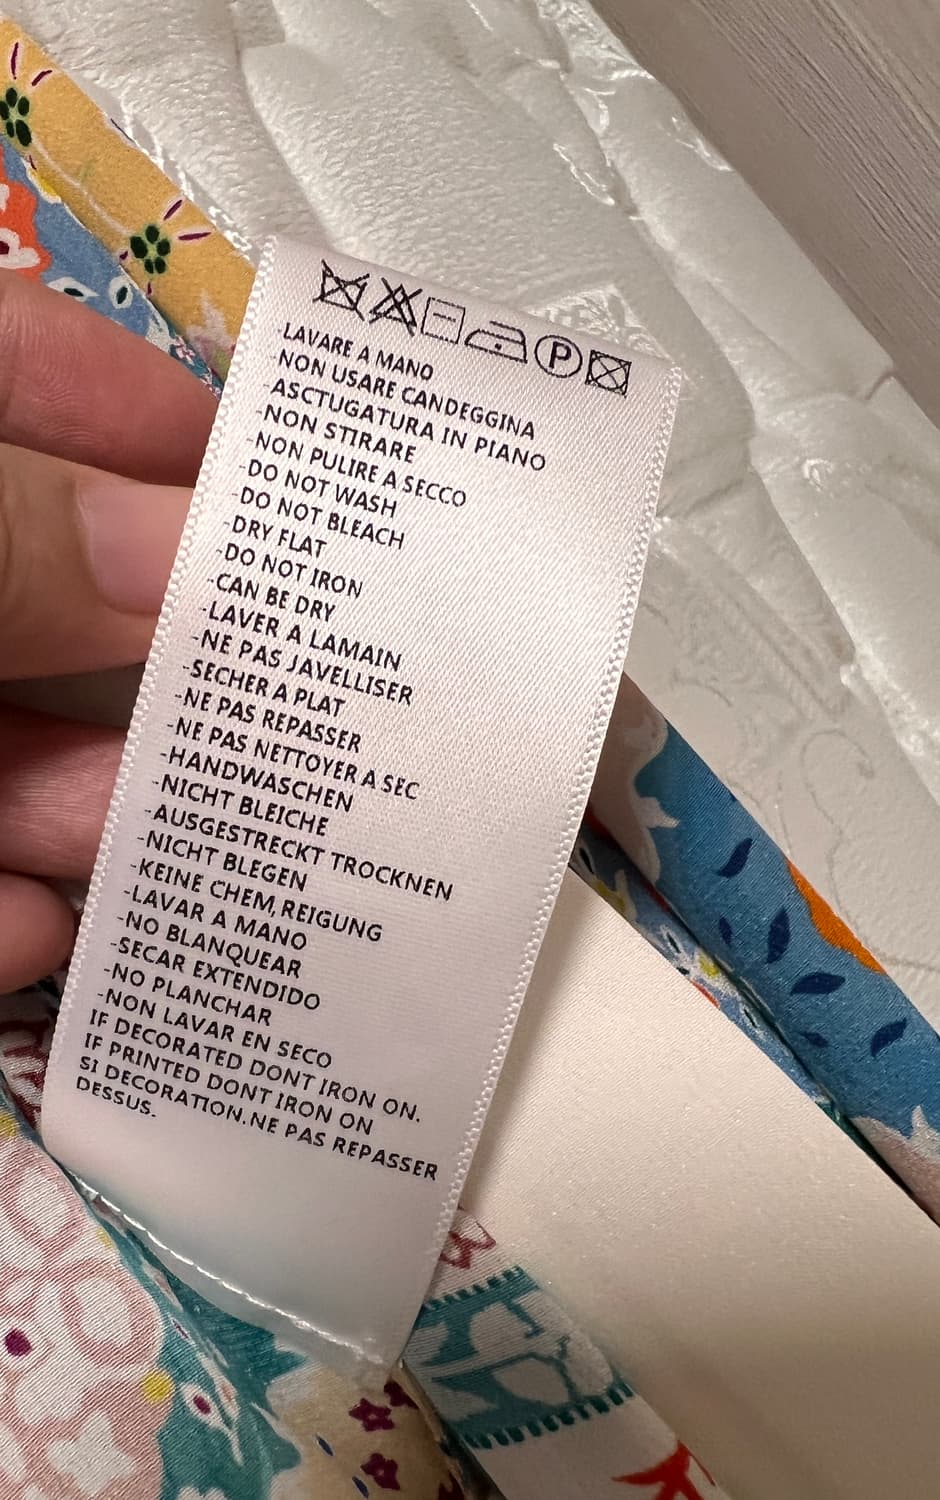 P
-LAVARE A MANO
-NON USARE CANDEGGINA
-ASCTUGATURA IN PIANO
-NON STIRARE
-NON PULIRE A SECCO
-DO NOT WASH
-DO NOT BLEACH
-DRY FLAT
-DO NOT IRON
-CAN BE DRY
-LAVER A LAMAIN
-NE PAS JAVELLISER
-SECHER A PLAT
-NE PAS REPASSER
-NE PAS NETTOYER A SEC
-HANDWASCHEN
-NICHT BLEICHE
-AUSGESTRECKT TROCKNEN
-NICHT BLEGEN
-KEINE CHEM,REIGUNG
-LAVAR A MANO
-NO BLANQUEAR
-SECAR EXTENDIDO
-NO PLANCHAR
-NON LAVAR EN SECO
IF DECORATED DONT IRON ON.
IF PRINTED DONT IRON ON
SI DECORATION.NE PAS REPASSER
DESSUS.